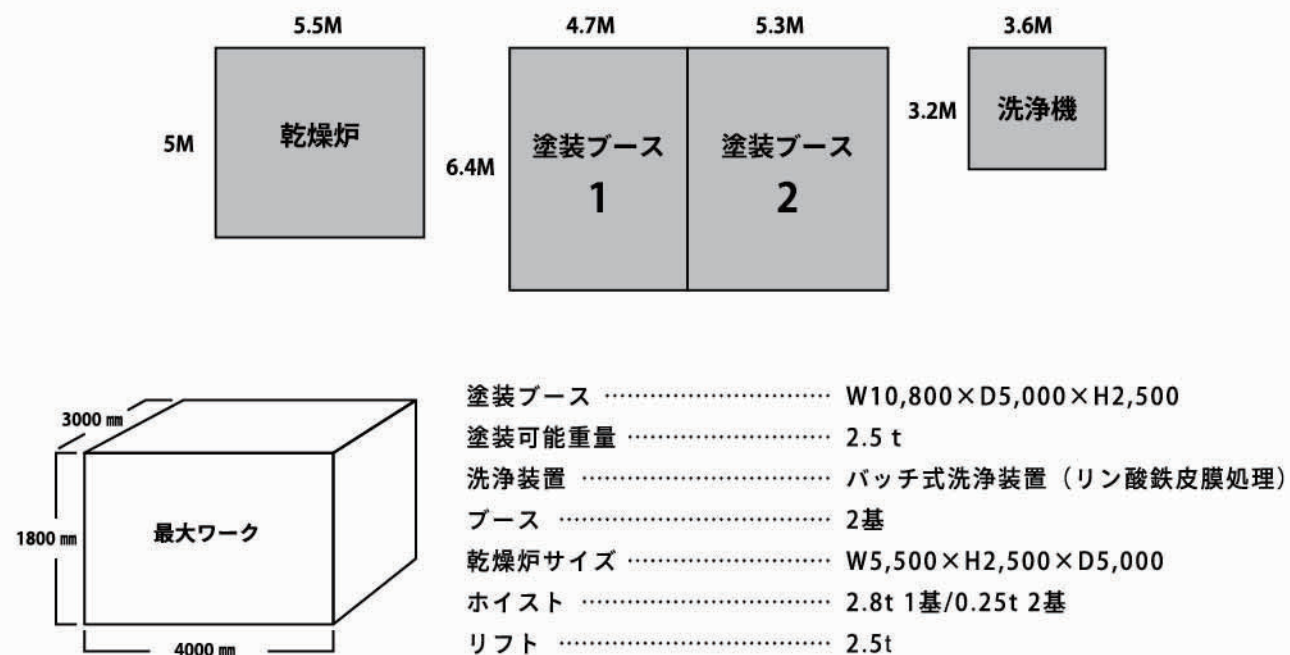 5.5M
4.7M
5.3M
3.6M
5M
乾燥炉
6.4M
塗装ブース
1
塗装ブース
2
3.2M
洗浄機
3000 ㎜
1800 ㎜
最大ワーク
4000 ㎜
塗装ブース ………………………… W10,800×D5,000×H2,500
塗装可能重量 ……………………… 2.5 t
洗浄装置 …………………………… バッチ式洗浄装置（リン酸鉄皮膜処理）
ブース ……………………………… 2基
乾燥炉サイズ ……………………… W5,500×H2,500×D5,000
ホイスト …………………………… 2.8t 1基/0.25t 2基
リフト ……………………………… 2.5t